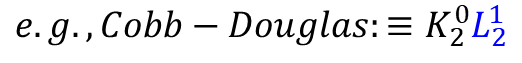 e.g., Cobb − Douglas: ≡ K₂⁰L₂¹